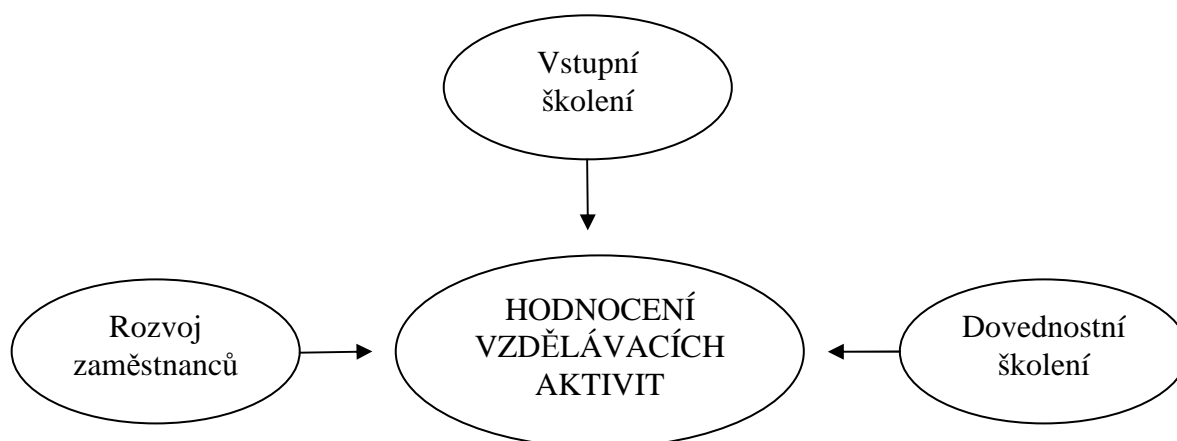 Vstupní
školení
Rozvoj
zaměstnanců
HODNOCENÍ
VZDĚLÁVACÍCH
AKTIVIT
Dovednostní
školení